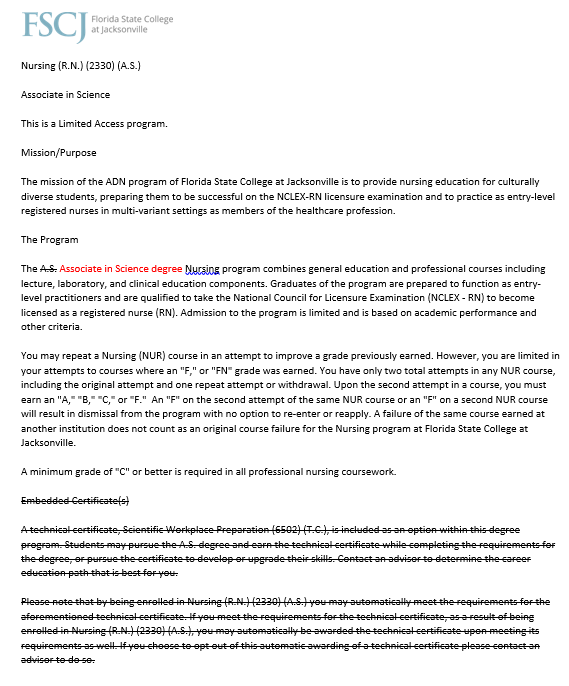 FSCJ Florida State College
at Jacksonville
Nursing (R.N.) (2330) (A.S.)
Associate in Science
This is a Limited Access program.
Mission/Purpose
The mission of the ADN program of Florida State College at Jacksonville is to provide nursing education for culturally
diverse students, preparing them to be successful on the NCLEX-RN licensure examination and to practice as entry-level
registered nurses in multi-variant settings as members of the healthcare profession.
The Program
The A.S. Associate in Science degree Nursing program combines general education and professional courses including
lecture, laboratory, and clinical education components. Graduates of the program are prepared to function as entry-
level practitioners and are qualified to take the National Council for Licensure Examination (NCLEX - RN) to become
licensed as a registered nurse (RN). Admission to the program is limited and is based on academic performance and
other criteria.
You may repeat a Nursing (NUR) course in an attempt to improve a grade previously earned. However, you are limited in
your attempts to courses where an "F," or "FN" grade was earned. You have only two total attempts in any NUR course,
including the original attempt and one repeat attempt or withdrawal. Upon the second attempt in a course, you must
earn an "A," "B," "C," or "F." An "F" on the second attempt of the same NUR course or an "F" on a second NUR course
will result in dismissal from the program with no option to re-enter or reapply. A failure of the same course earned at
another institution does not count as an original course failure for the Nursing program at Florida State College at
Jacksonville.
A minimum grade of "C" or better is required in all professional nursing coursework.
Embedded Certificate(s)
A technical certificate, Scientific Workplace Preparation (6502) (T.C.), is included as an option within this degree
program. Students may pursue the A.S. degree and earn the technical certificate while completing the requirements for
the degree, or pursue the certificate to develop or upgrade their skills. Contact an advisor to determine the career
education path that is best for you.
Please note that by being enrolled in Nursing (R.N.) (2330) (A.S.) you may automatically meet the requirements for the
aforementioned technical certificate. If you meet the requirements for the technical certificate, as a result of being
enrolled in Nursing (R.N.) (2330) (A.S.), you may automatically be awarded the technical certificate upon meeting its
requirements as well. If you choose to opt out of this automatic awarding of a technical certificate please contact an
advisor to do so.